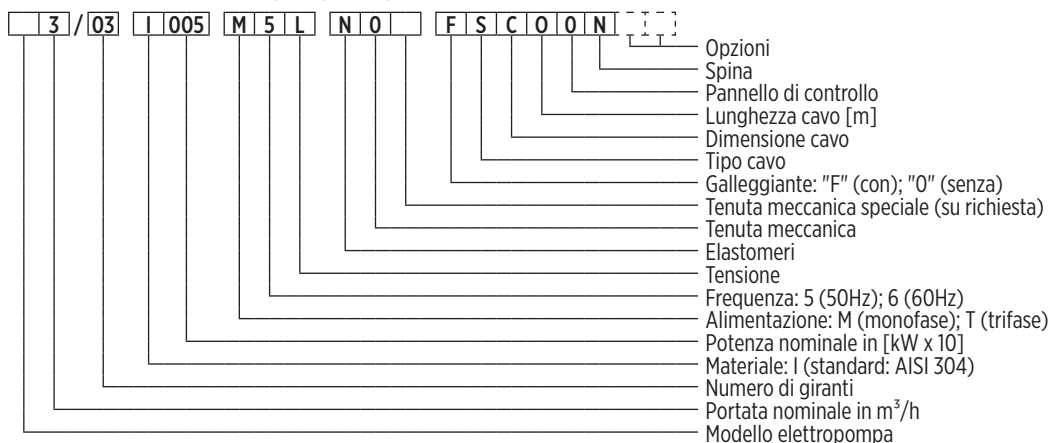 3 / 03 I 005 M 5 L N 0 F S C 0 0 N
Opzioni
Spina
Pannello di controllo
Lunghezza cavo [m]
Dimensione cavo
Tipo cavo
Galleggiante: "F" (con); "0" (senza)
Tenuta meccanica speciale (su richiesta)
Tenuta meccanica
Elastomeri
Tensione
Frequenza: 5 (50Hz); 6 (60Hz)
Alimentazione: M (monofase); T (trifase)
Potenza nominale in [kW x 10]
Materiale: I (standard: AISI 304)
Numero di giranti
Portata nominale in m³/h
Modello elettropompa